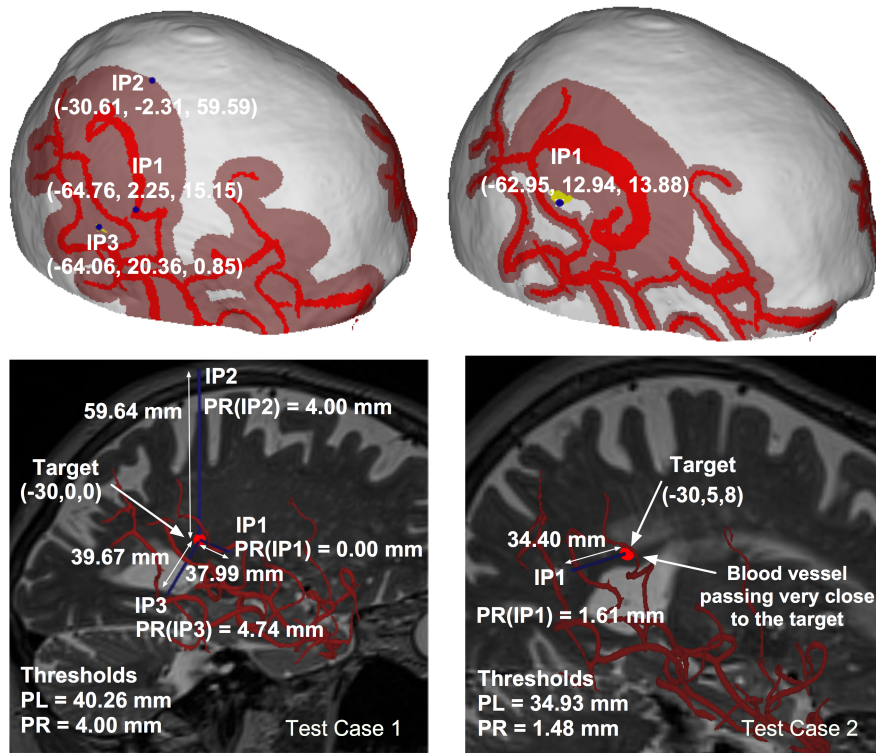 IP2
(-30.61, -2.31, 59.59)
IP1
(-64.76, 2.25, 15.15)
IP3
(-64.06, 20.36, 0.85)
IP1
(-62.95, 12.94, 13.88)
IP2
59.64 mm
PR(IP2) = 4.00 mm
Target
(-30,0,0)
IP1
PR(IP1) = 0.00 mm
39.67 mm
37.99 mm
IP3
PR(IP3) = 4.74 mm
Thresholds
PL = 40.26 mm
PR = 4.00 mm
Test Case 1
Target
(-30,5,8)
34.40 mm
IP1
Blood vessel
passing very close
to the target
PR(IP1) = 1.61 mm
Thresholds
PL = 34.93 mm
PR = 1.48 mm
Test Case 2